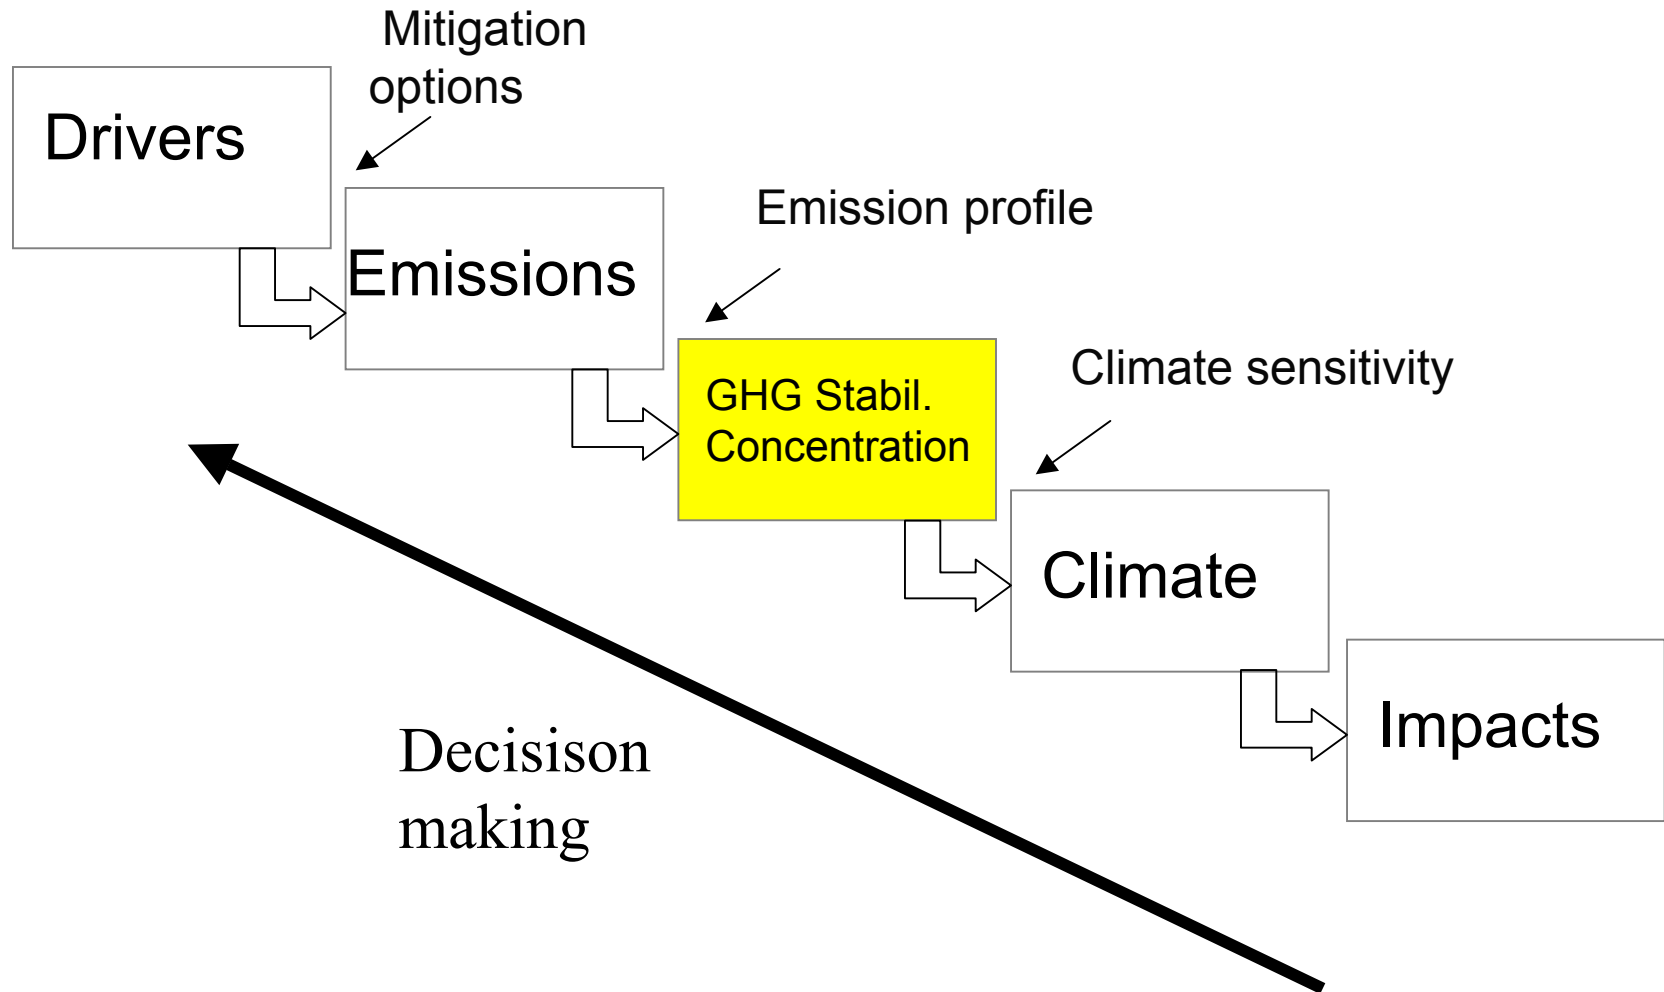 Mitigation
options
Drivers
Emission profile
Emissions
Climate sensitivity
GHG Stabil.
Concentration
Climate
Impacts
Decisison
making